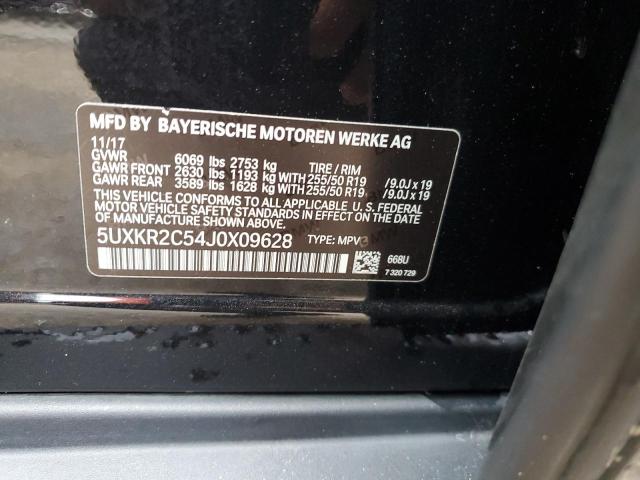 MFD BY BAYERISCHE MOTOREN WERKE AG
11/17
GVWR 6069 lbs 2753 kg TIRE / RIM
GAWR FRONT 2630 lbs 1193 kg WITH 255/50 R19 /9.0J x 19
GAWR REAR 3589 lbs 1628 kg WITH 255/50 R19 /9.0J x 19
THIS VEHICLE CONFORMS TO ALL APPLICABLE U.S. FEDERAL
MOTOR VEHICLE SAFETY STANDARDS IN EFFECT ON THE DATE
OF MANUFACTURE SHOWN ABOVE.
5UXKR2C54J0X09628 TYPE: MPV
668U
7 320 729